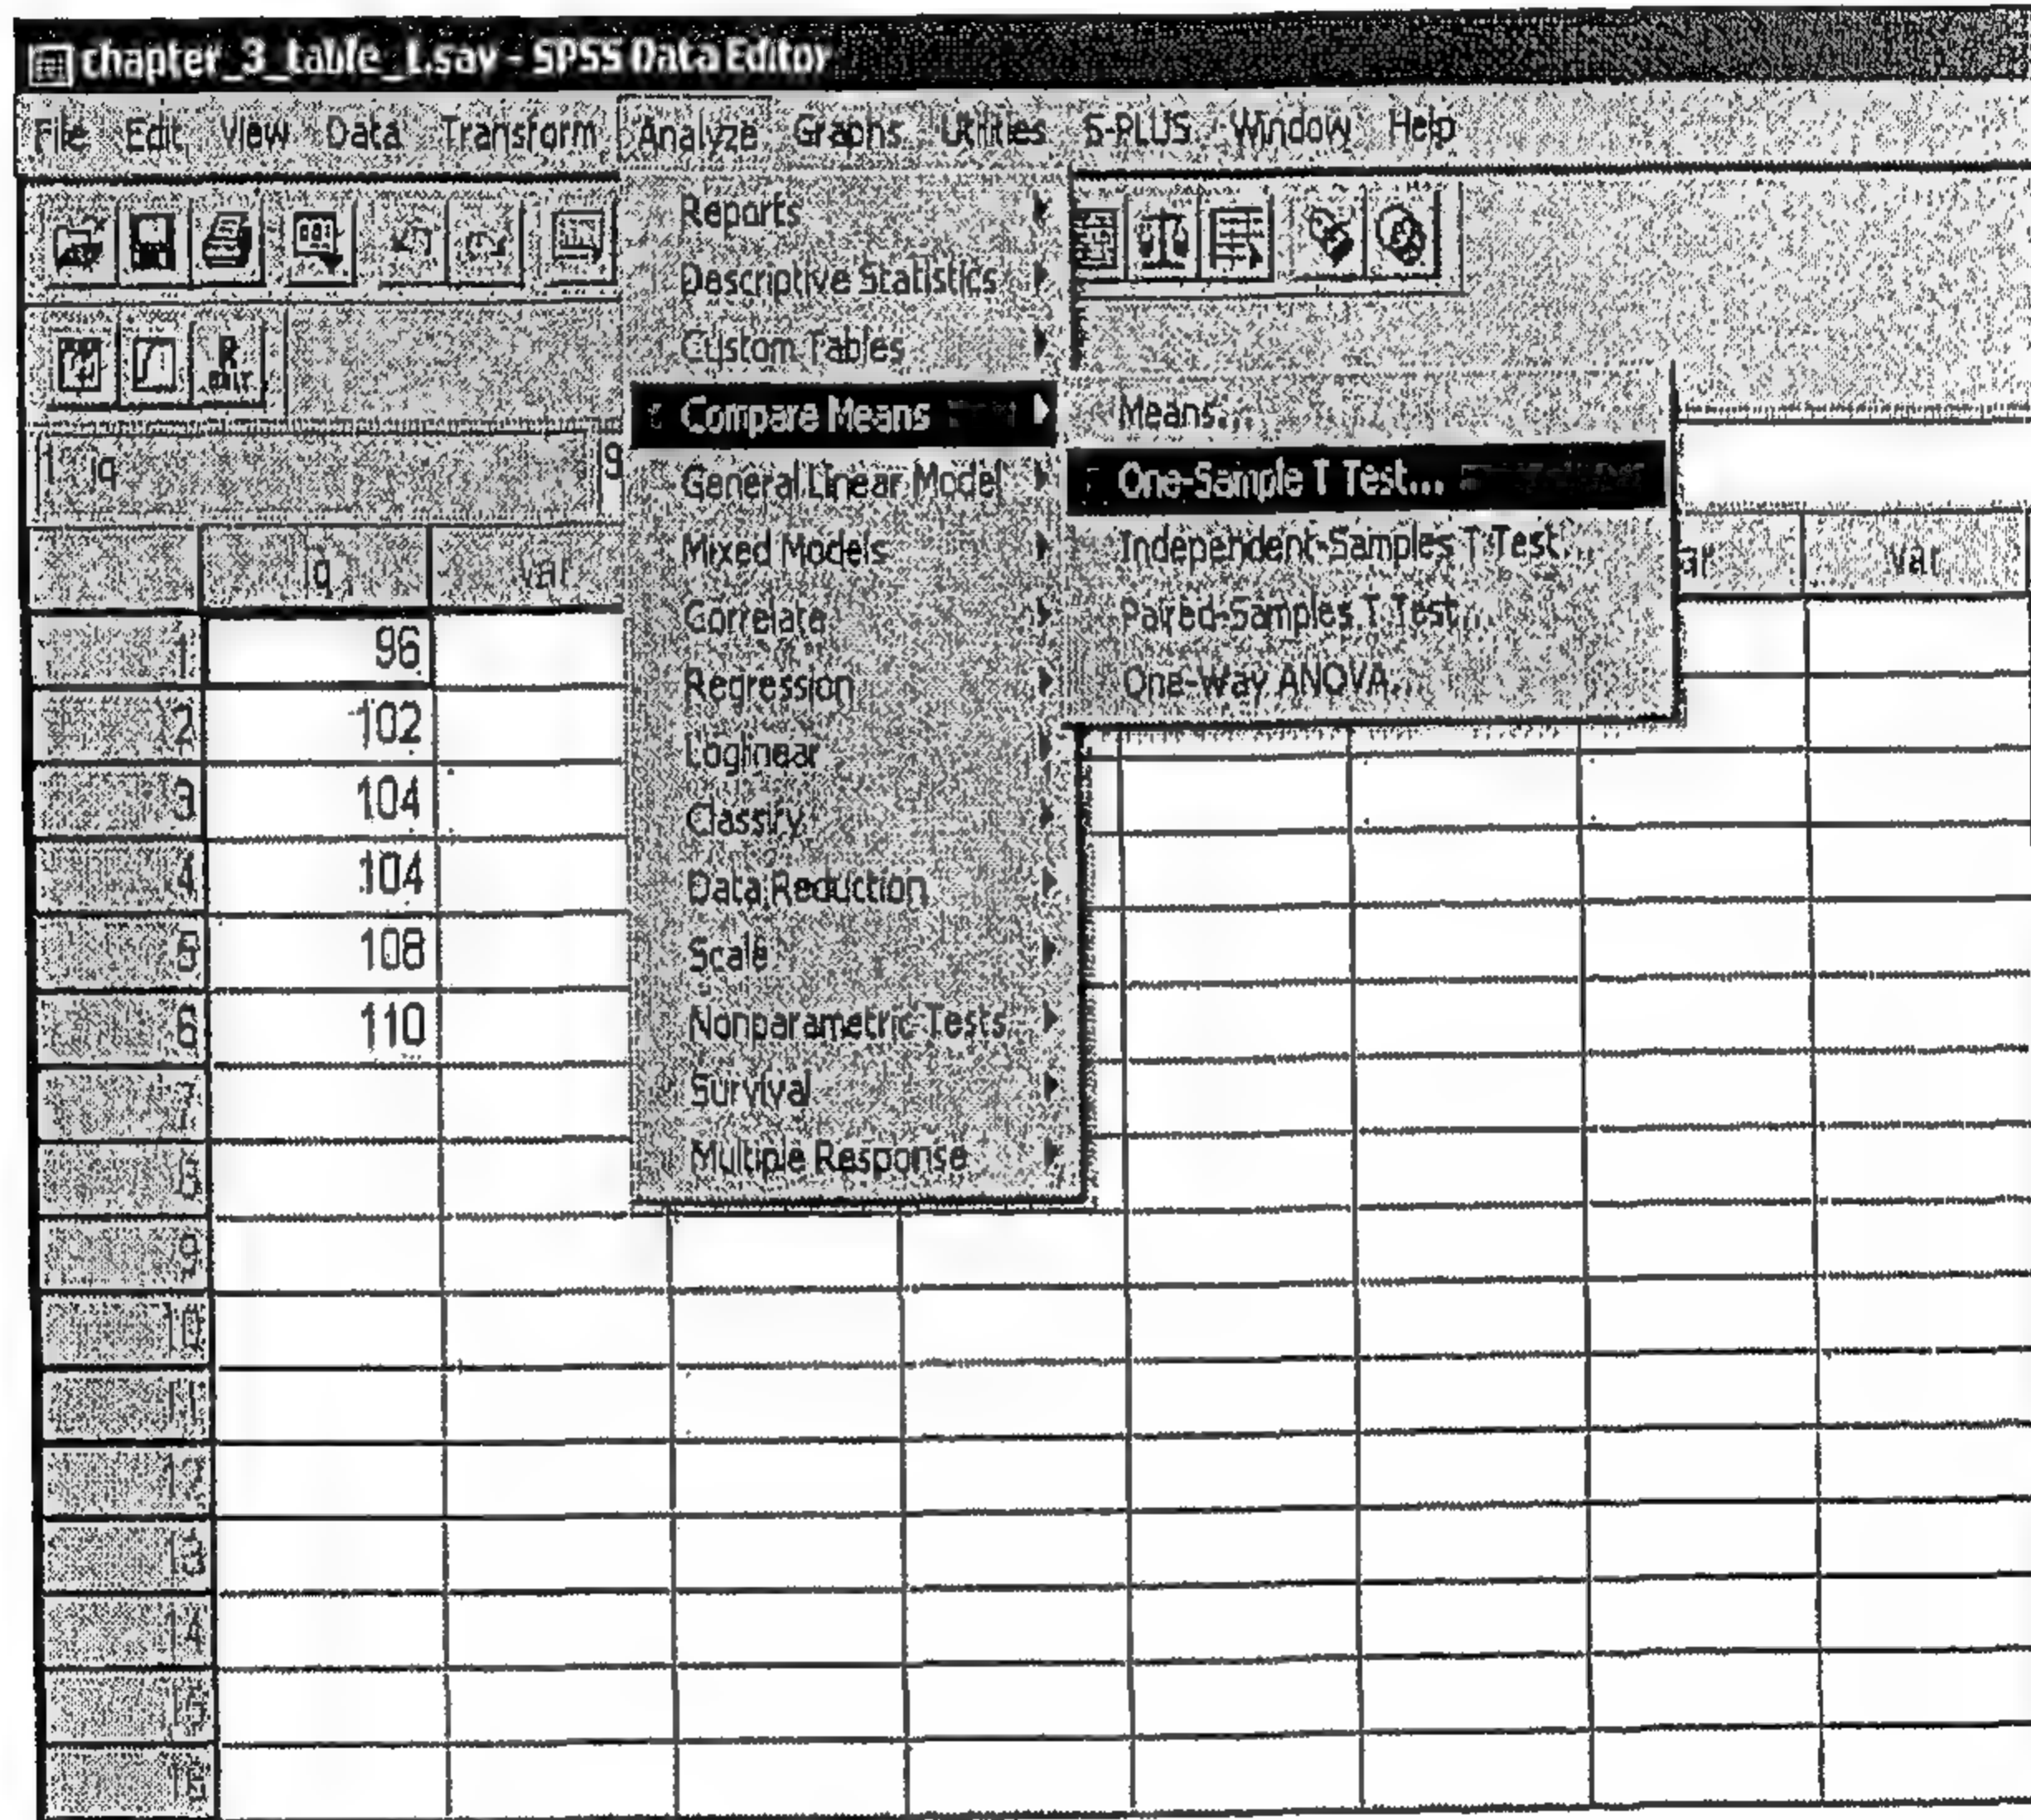 chapter_3_table_1.sav - SPSS Data Editor
File Edit View Data Transform Analyze Graphs Utilities S-PLUS Window Help
Reports
Descriptive Statistics
Custom Tables
Compare Means
Means...
1 : iq 9
General Linear Model
One-Sample T Test...
Mixed Models
Independent-Samples T Test...
iq var ar var
Correlate
Paired-Samples T Test...
1 96
Regression
One-Way ANOVA...
2 102
Loglinear
3 104
Classify
4 104
Data Reduction
5 108
Scale
6 110
Nonparametric Tests
7
Survival
8
Multiple Response
9
10
11
12
13
14
15
16